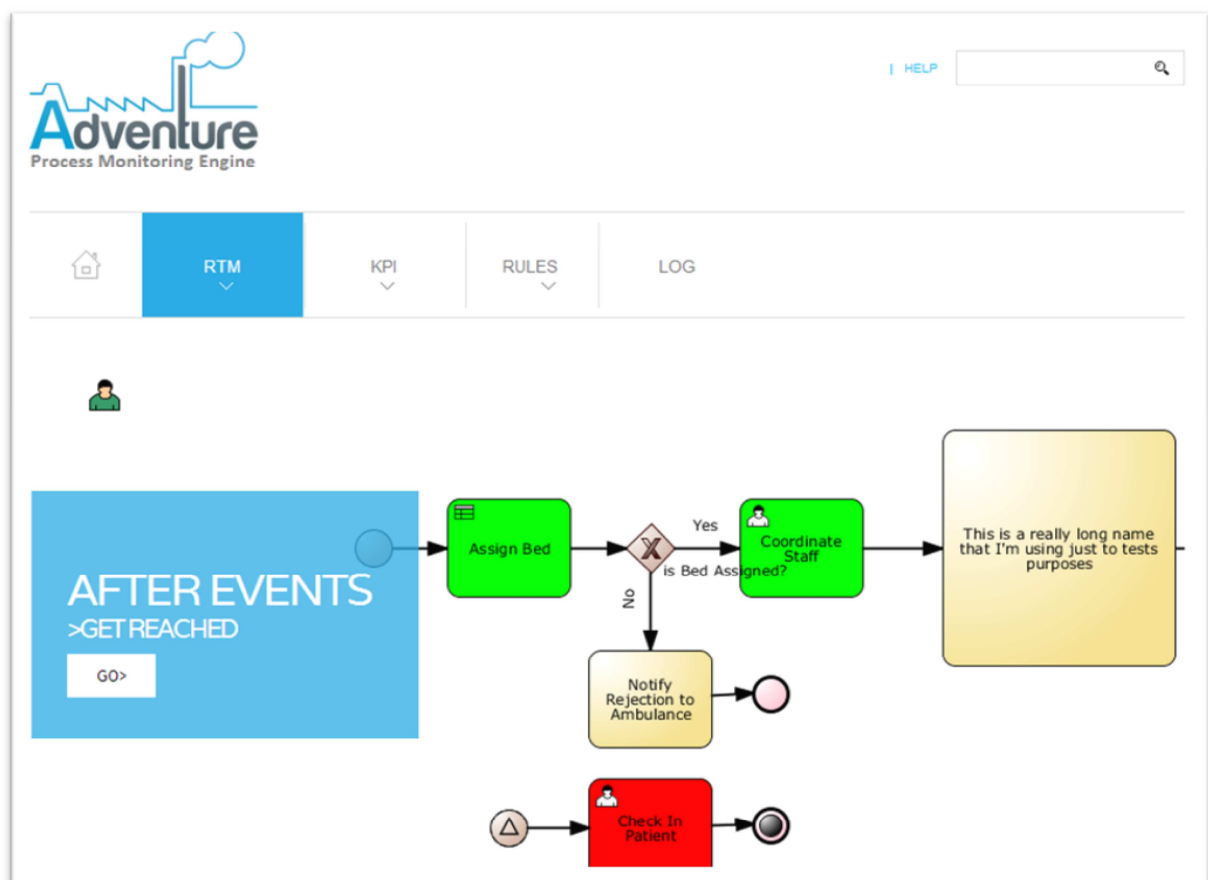 Adventure
Process Monitoring Engine
| HELP
RTM
KPI
RULES
LOG
AFTER EVENTS
>GET REACHED
GO>
Assign Bed
X
Yes
is Bed Assigned?
No
Coordinate
Staff
This is a really long name
that I'm using just to tests
purposes
Notify
Rejection to
Ambulance
Check In
Patient